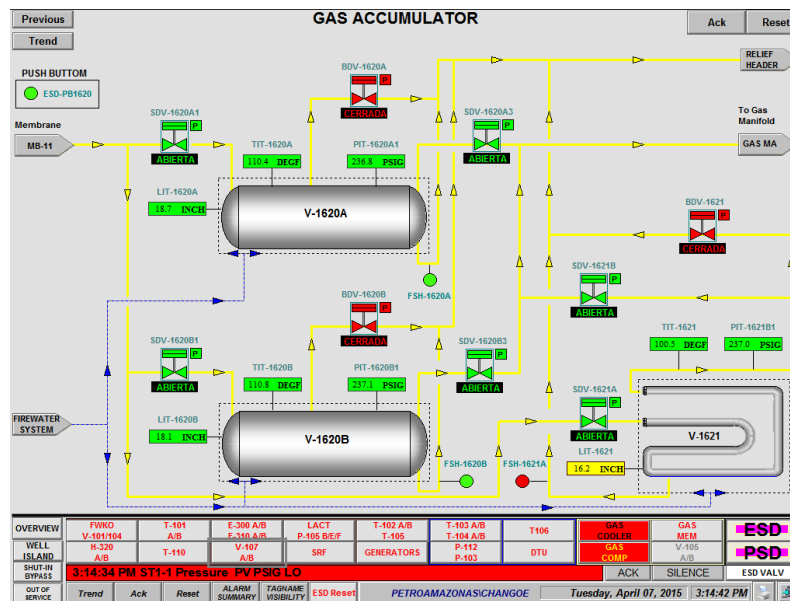 Previous
GAS ACCUMULATOR
Ack
Reset
Trend
RELIEF
HEADER
PUSH BUTTOM
ESD-PB1620
BDV-1620A
P
CERRADA
Membrane
MB-11
SDV-1620A1
P
ABIERTA
TIT-1620A
110.4 DEGF
PIT-1620A1
236.8 PSIG
SDV-1620A3
P
ABIERTA
To Gas
Manifold
GAS MA
LIT-1620A
18.7 INCH
V-1620A
BDV-1621
P
CERRADA
FSH-1620A
SDV-1621B
P
ABIERTA
BDV-1620B
P
CERRADA
SDV-1620B1
P
ABIERTA
TIT-1620B
110.8 DEGF
PIT-1620B1
237.1 PSIG
SDV-1620B3
P
ABIERTA
TIT-1621
100.5 DEGF
PIT-1621B1
237.0 PSIG
FIREWATER
SYSTEM
LIT-1620B
18.1 INCH
V-1620B
SDV-1621A
P
ABIERTA
V-1621
FSH-1620B
FSH-1621A
LIT-1621
16.2 INCH
OVERVIEW
FWKO
V-101/104
T-101
A/B
E-300 A/B
E-310 A/B
LACT
P-105 B/E/F
T-102 A/B
T-105
T-103 A/B
T-104 A/B
T106
GAS
COOLER
GAS
MEM
ESD
WELL
ISLAND
H-320
A/B
T-110
V-107
A/B
SRF
GENERATORS
P-112
P-103
DTU
GAS
COMP
V-105
A/B
PSD
SHUT-IN
BYPASS
3:14:34 PM ST1-1 Pressure PV PSIG LO
ACK
SILENCE
ESD VALV
OUT OF
SERVICE
Trend
Ack
Reset
ALARM
SUMMARY
TAGNAME
VISIBILITY
ESD Reset
PETROAMAZONAS\CHANGOE
Tuesday, April 07, 2015
3:14:42 PM